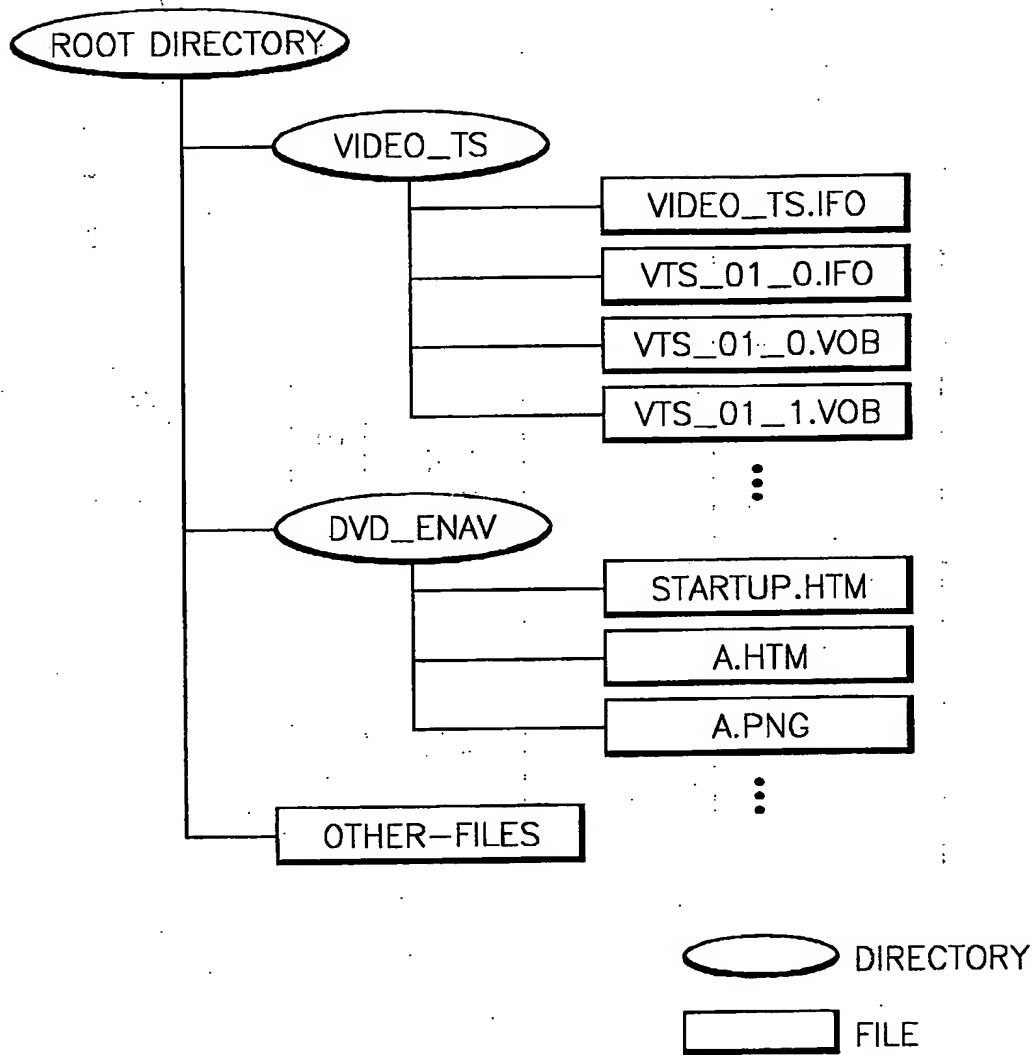 ROOT DIRECTORY
VIDEO_TS
VIDEO_TS.IFO
VTS_01_0.IFO
VTS_01_0.VOB
VTS_01_1.VOB
DVD_ENAV
STARTUP.HTM
A.HTM
A.PNG
OTHER-FILES
DIRECTORY
FILE